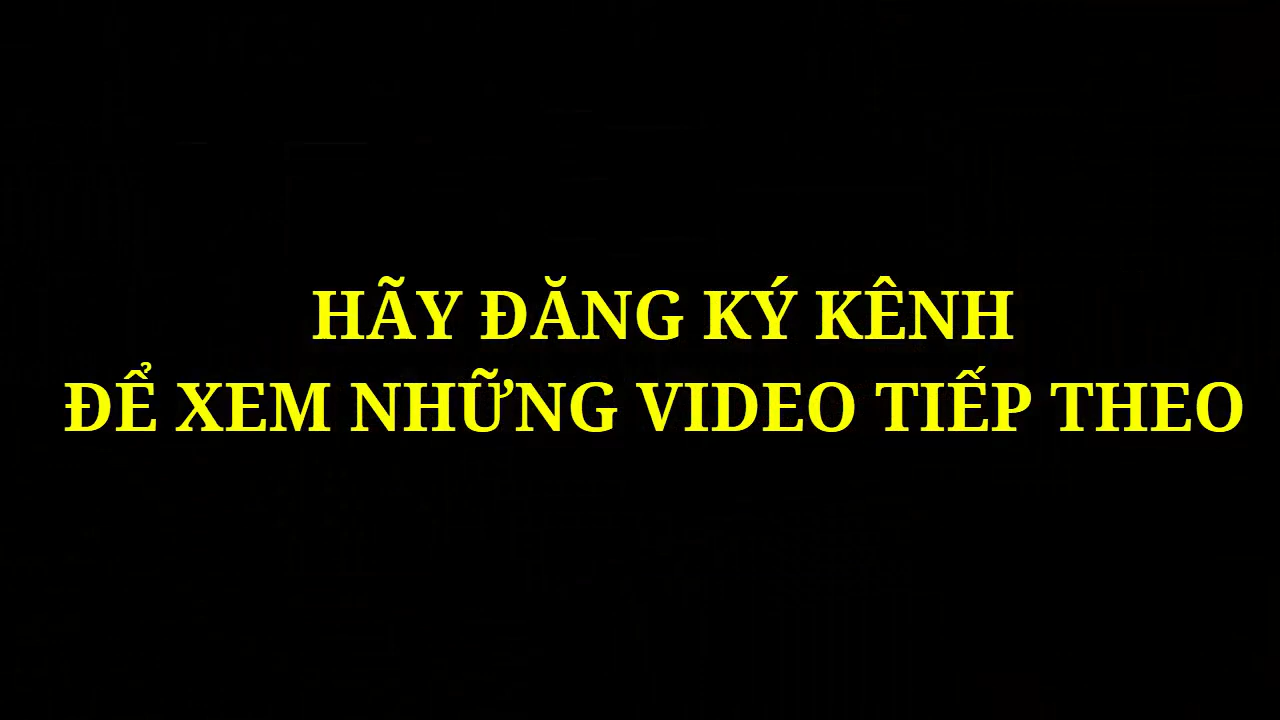 HÃY ĐĂNG KÝ KÊNH
ĐỂ XEM NHỮNG VIDEO TIẾP THEO